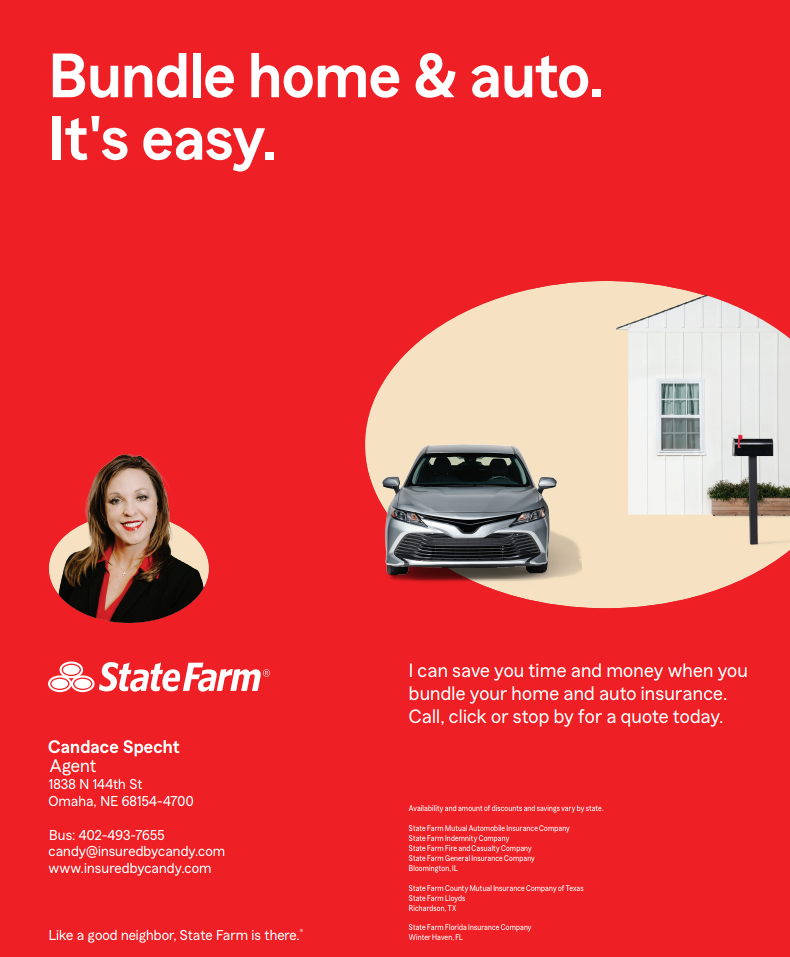 Bundle home & auto.
It's easy.
StateFarm®
Candace Specht
Agent
1838 N 144th St
Omaha, NE 68154-4700
Bus: 402-493-7655
candy@insuredbycandy.com
www.insuredbycandy.com
Like a good neighbor, State Farm is there.®
I can save you time and money when you
bundle your home and auto insurance.
Call, click or stop by for a quote today.
Availability and amount of discounts and savings vary by state.
State Farm Mutual Automobile Insurance Company
State Farm Indemnity Company
State Farm Fire and Casualty Company
State Farm General Insurance Company
Bloomington, IL
State Farm County Mutual Insurance Company of Texas
State Farm Lloyds
Richardson, TX
State Farm Florida Insurance Company
Winter Haven, FL